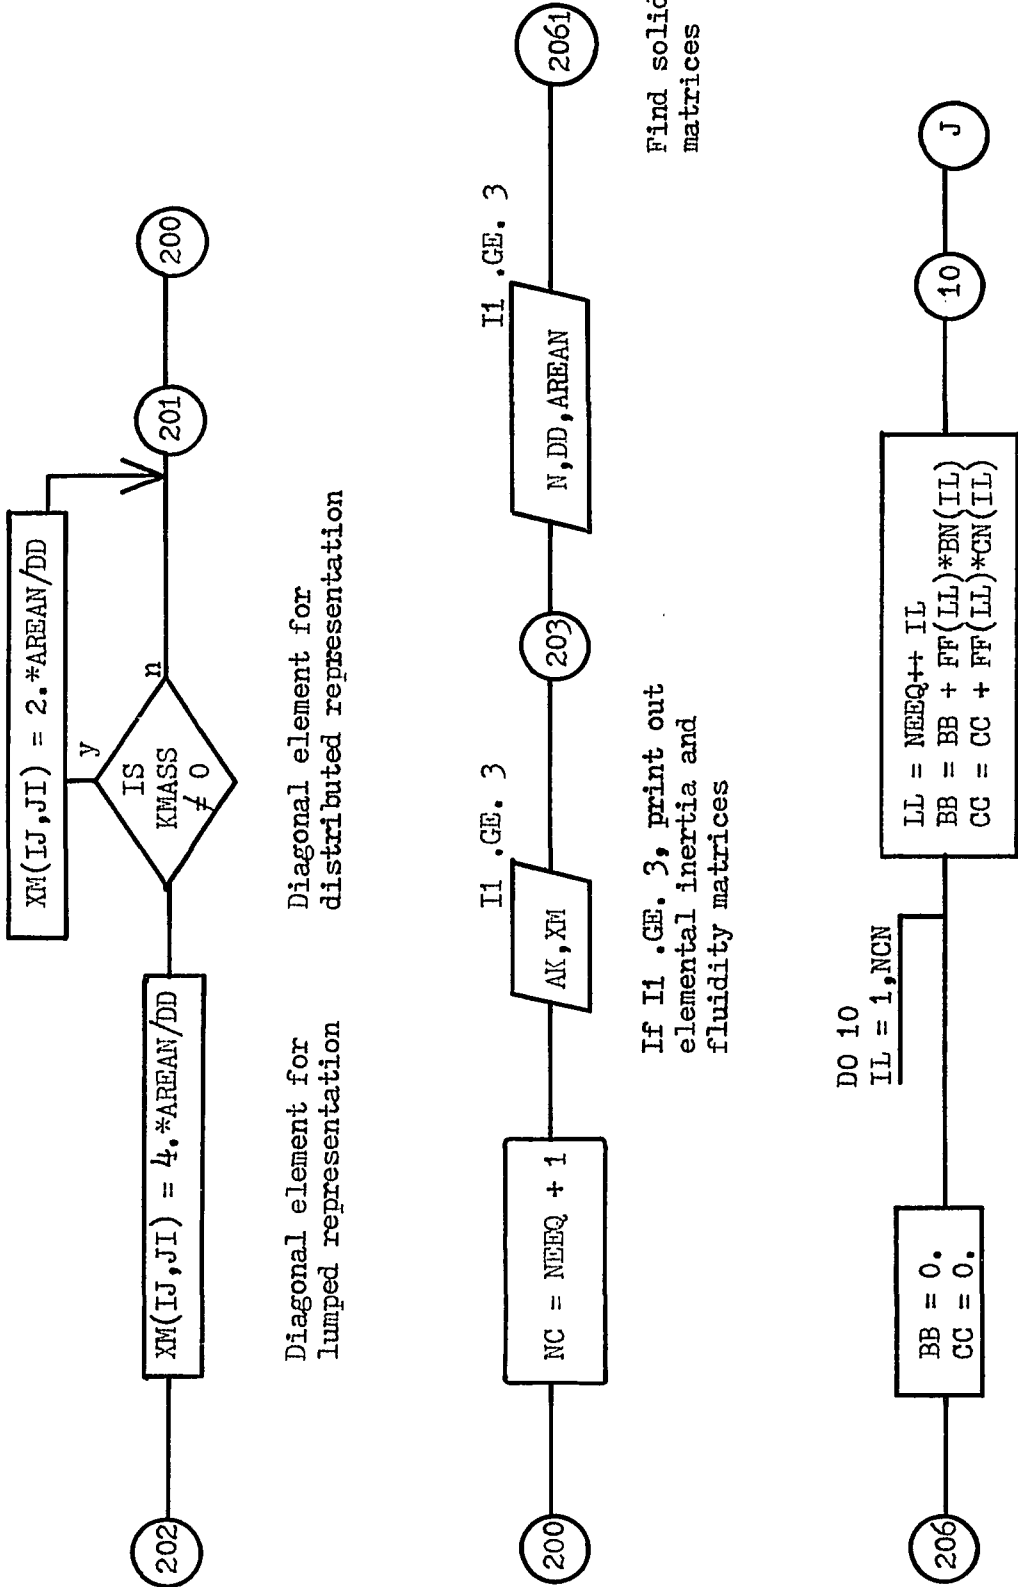 202
XM(IJ,JI) = 4.*AREAN/DD
IS
KMASS
≠ 0
y
n
XM(IJ,JI) = 2.*AREAN/DD
201
200
Diagonal element for
lumped representation
Diagonal element for
distributed representation
200
NC = NEEQ + 1
I1 .GE. 3
AK,XM
203
I1 .GE. 3
N,DD,AREAN
2061
If I1 .GE. 3, print out
elemental inertia and
fluidity matrices
Find solid
matrices
206
BB = 0.
CC = 0.
DO 10
IL = 1,NCN
LL = NEEQ++ IL
BB = BB + FF(LL)*BN(IL)
CC = CC + FF(LL)*CN(IL)
10
J